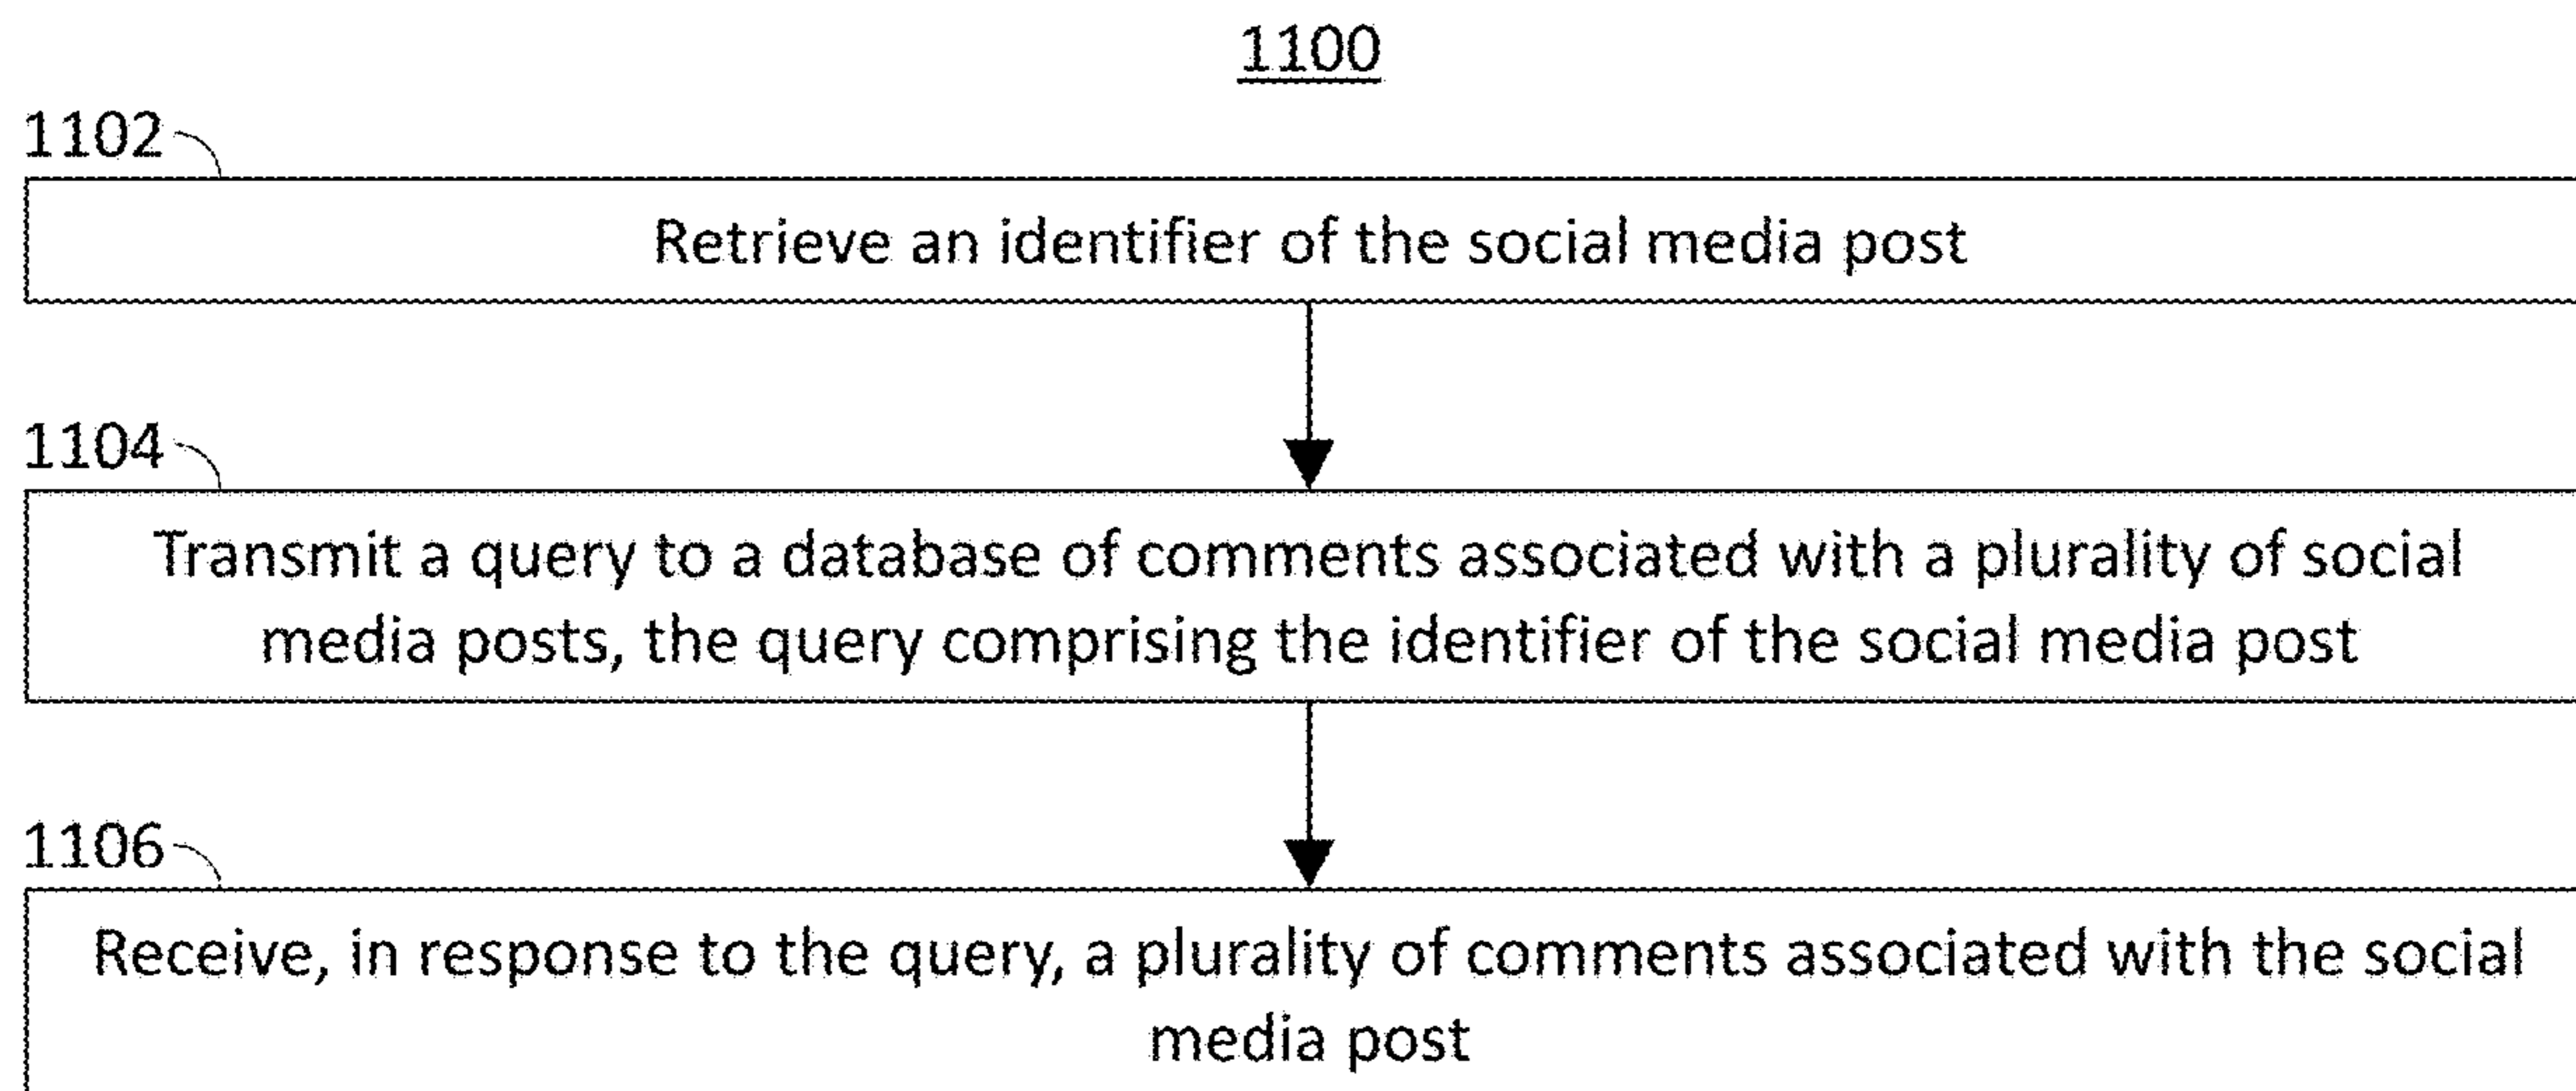 1100
1102
Retrieve an identifier of the social media post
1104
Transmit a query to a database of comments associated with a plurality of social
media posts, the query comprising the identifier of the social media post
1106
Receive, in response to the query, a plurality of comments associated with the social
media post